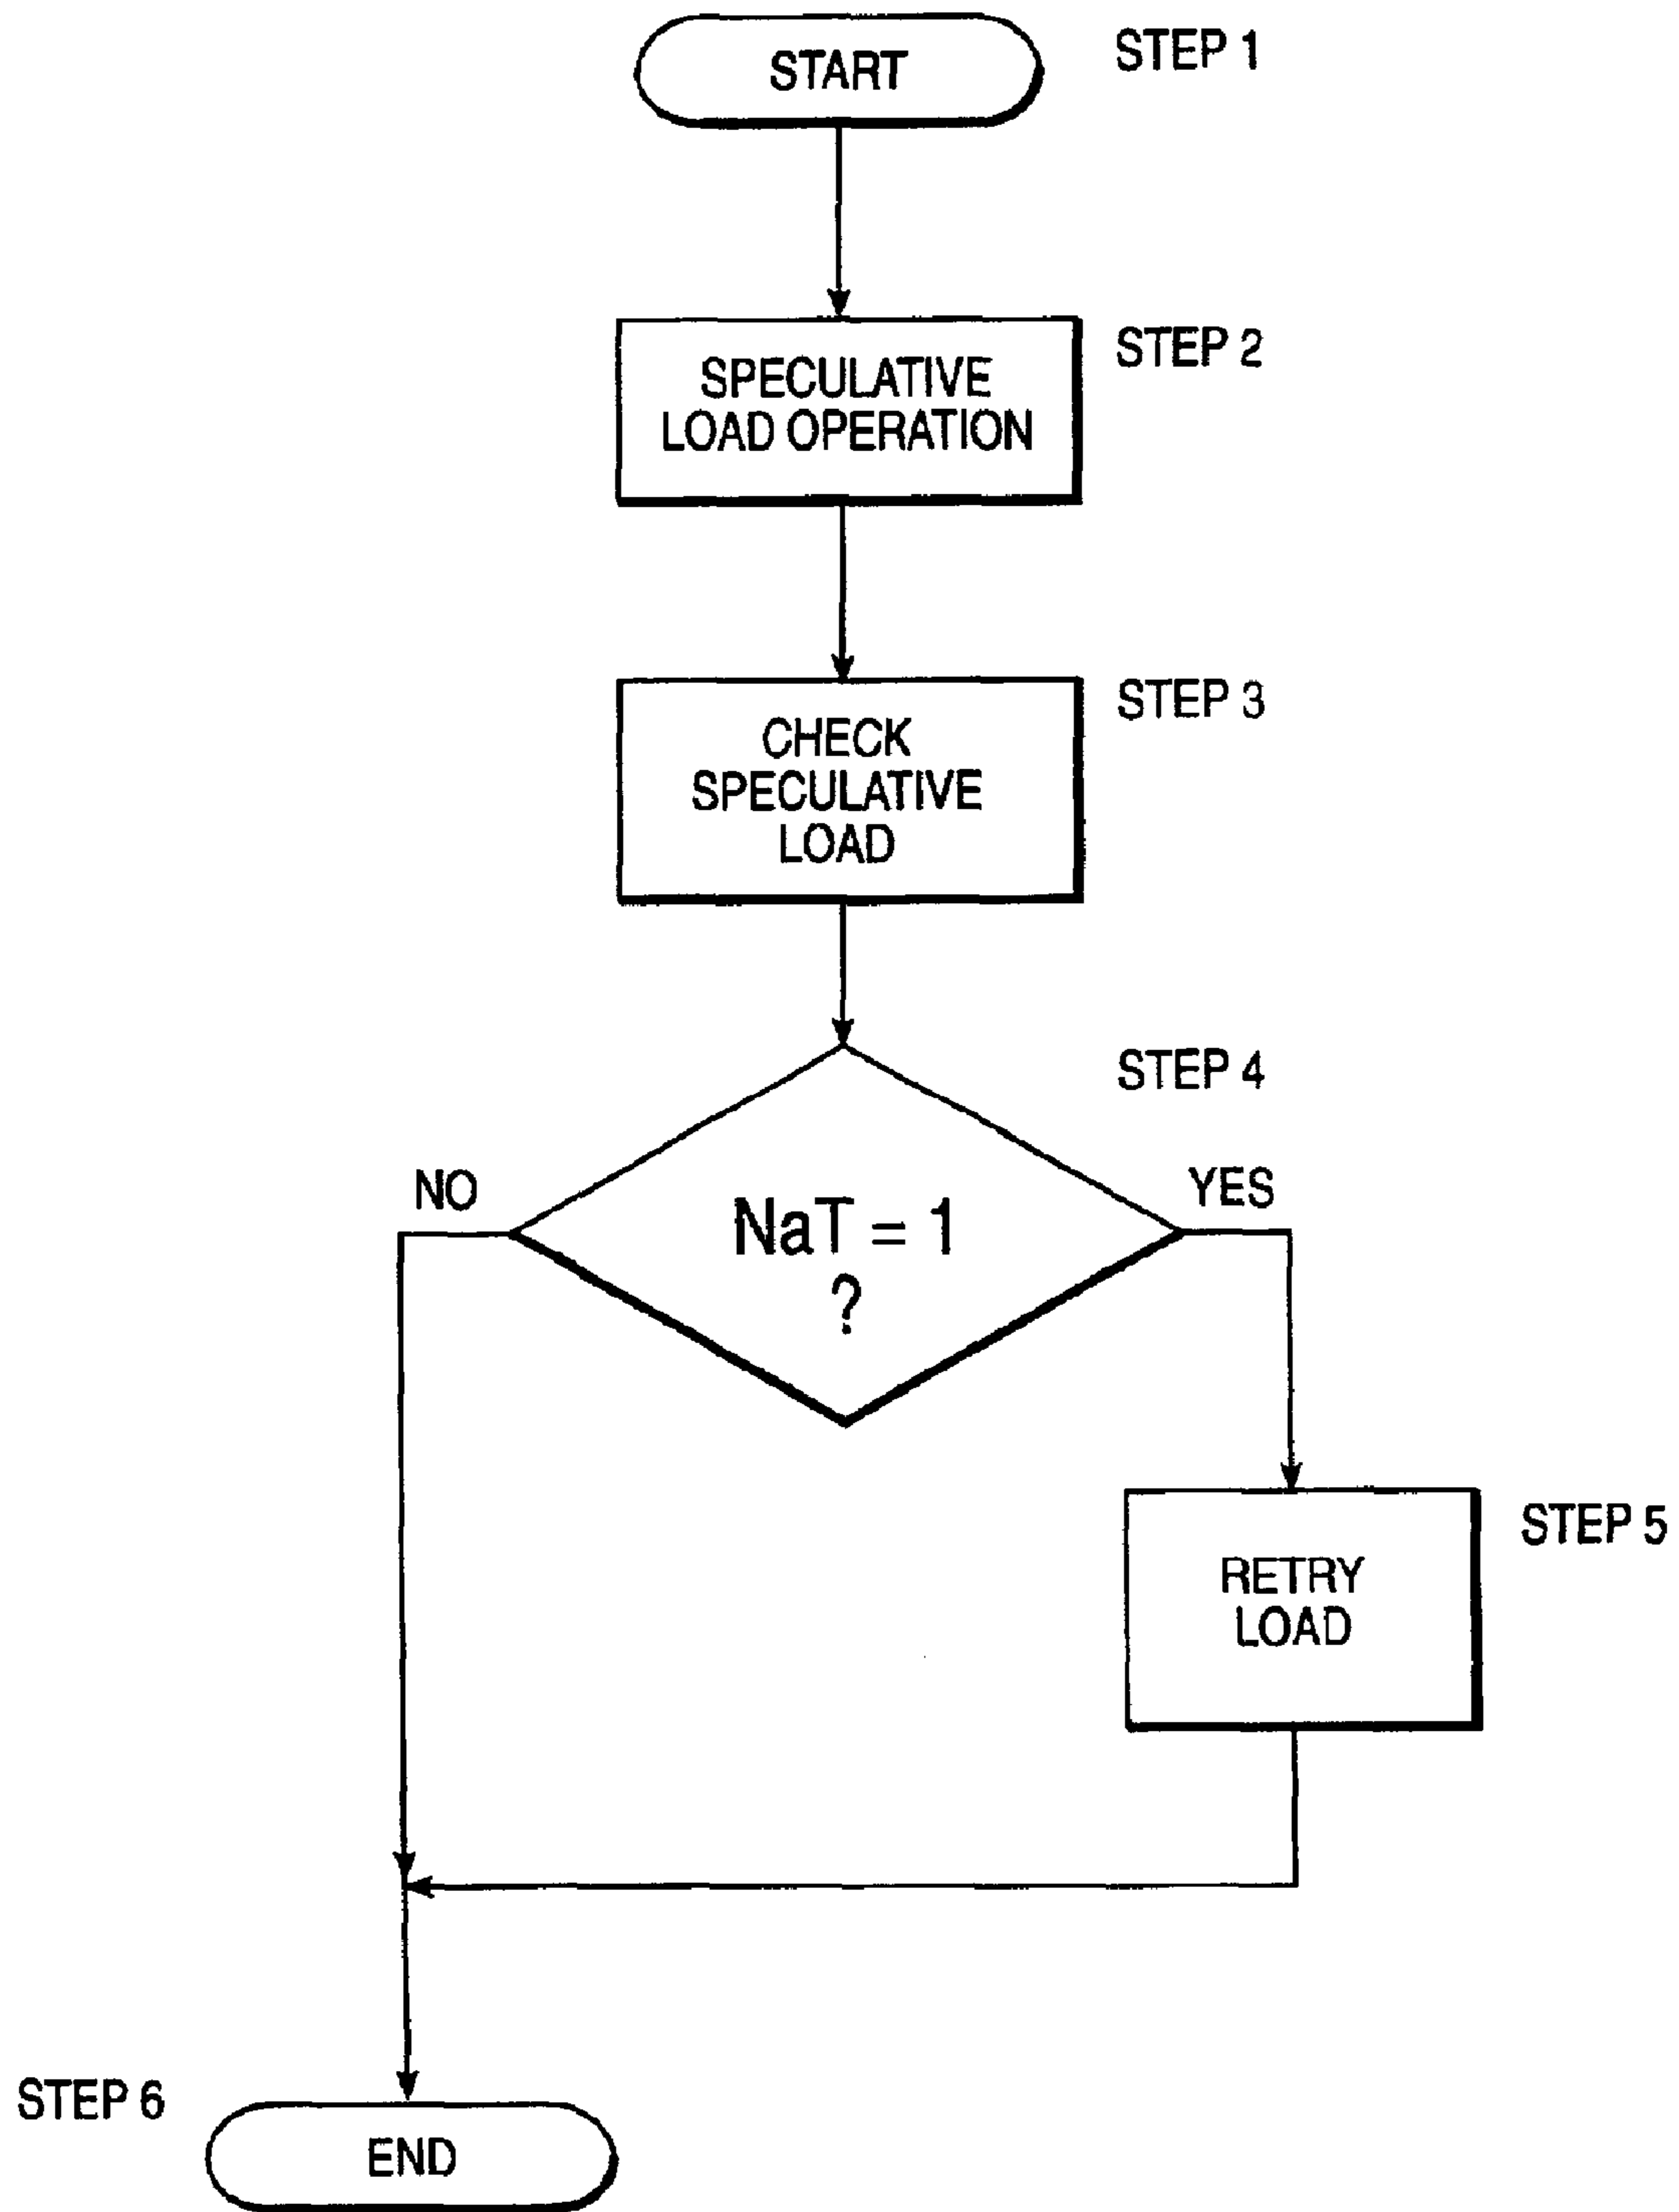 START
STEP 1
STEP 2
SPECULATIVE
LOAD OPERATION
STEP 3
CHECK
SPECULATIVE
LOAD
STEP 4
NO
YES
NaT = 1
?
STEP 5
RETRY
LOAD
STEP 6
END